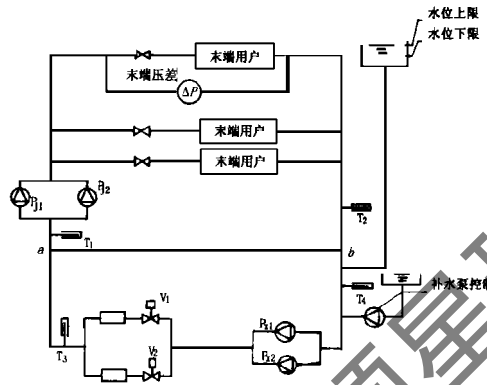 水位上限
水位下限
末端用户
末端压差
ΔP
末端用户
末端用户
Pj1
Pj2
T1
T2
a
b
补水泵控制
T3
T4
V1
V2
Px1
Px2